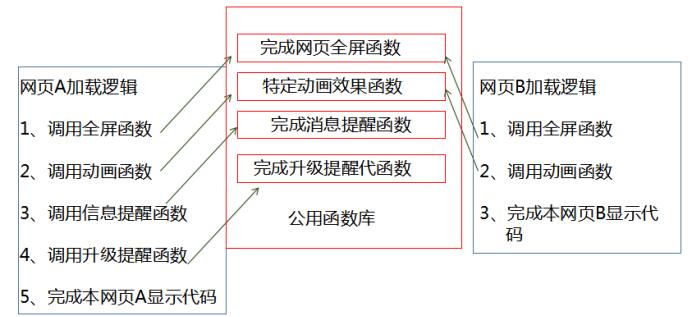 网页A加载逻辑
1、调用全屏函数
2、调用动画函数
3、调用信息提醒函数
4、调用升级提醒函数
5、完成本网页A显示代码
完成网页全屏函数
特定动画效果函数
完成消息提醒函数
完成升级提醒代函数
公用函数库
网页B加载逻辑
1、调用全屏函数
2、调用动画函数
3、完成本网页B显示代
码